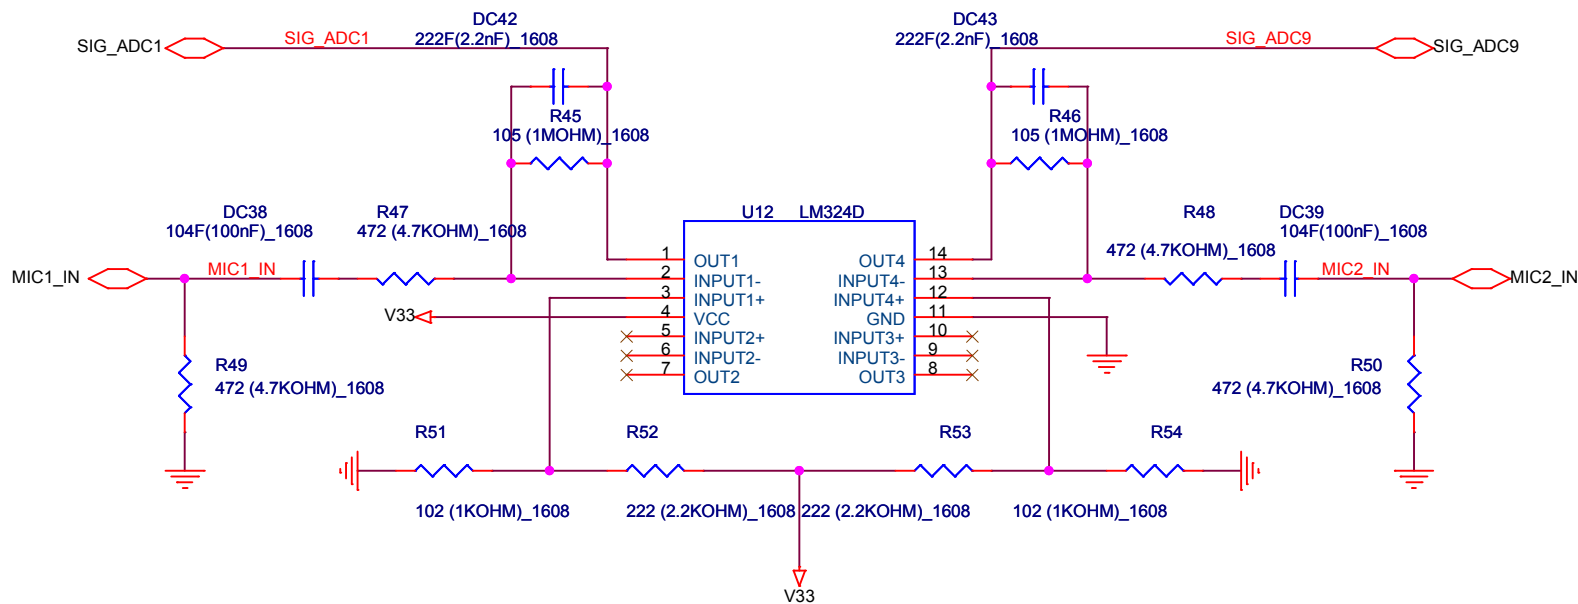 DC42
DC43
222F(2.2nF)_1608
222F(2.2nF)_1608
SIG_ADC1
SIG_ADC1
SIG_ADC9
SIG_ADC9
R45
105 (1MOHM)_1608
R46
105 (1MOHM)_1608
DC38
104F(100nF)_1608
R47
472 (4.7KOHM)_1608
U12 LM324D
R48
472 (4.7KOHM)_1608
DC39
104F(100nF)_1608
MIC1_IN
MIC1_IN
MIC2_IN
MIC2_IN
1 OUT1 OUT4 14
2 INPUT1- INPUT4- 13
3 INPUT1+ INPUT4+ 12
V33 4 VCC GND 11
5 INPUT2+ INPUT3+ 10
6 INPUT2- INPUT3- 9
7 OUT2 OUT3 8
R49
472 (4.7KOHM)_1608
R50
472 (4.7KOHM)_1608
R51
R52
R53
R54
102 (1KOHM)_1608
222 (2.2KOHM)_1608
222 (2.2KOHM)_1608
102 (1KOHM)_1608
V33